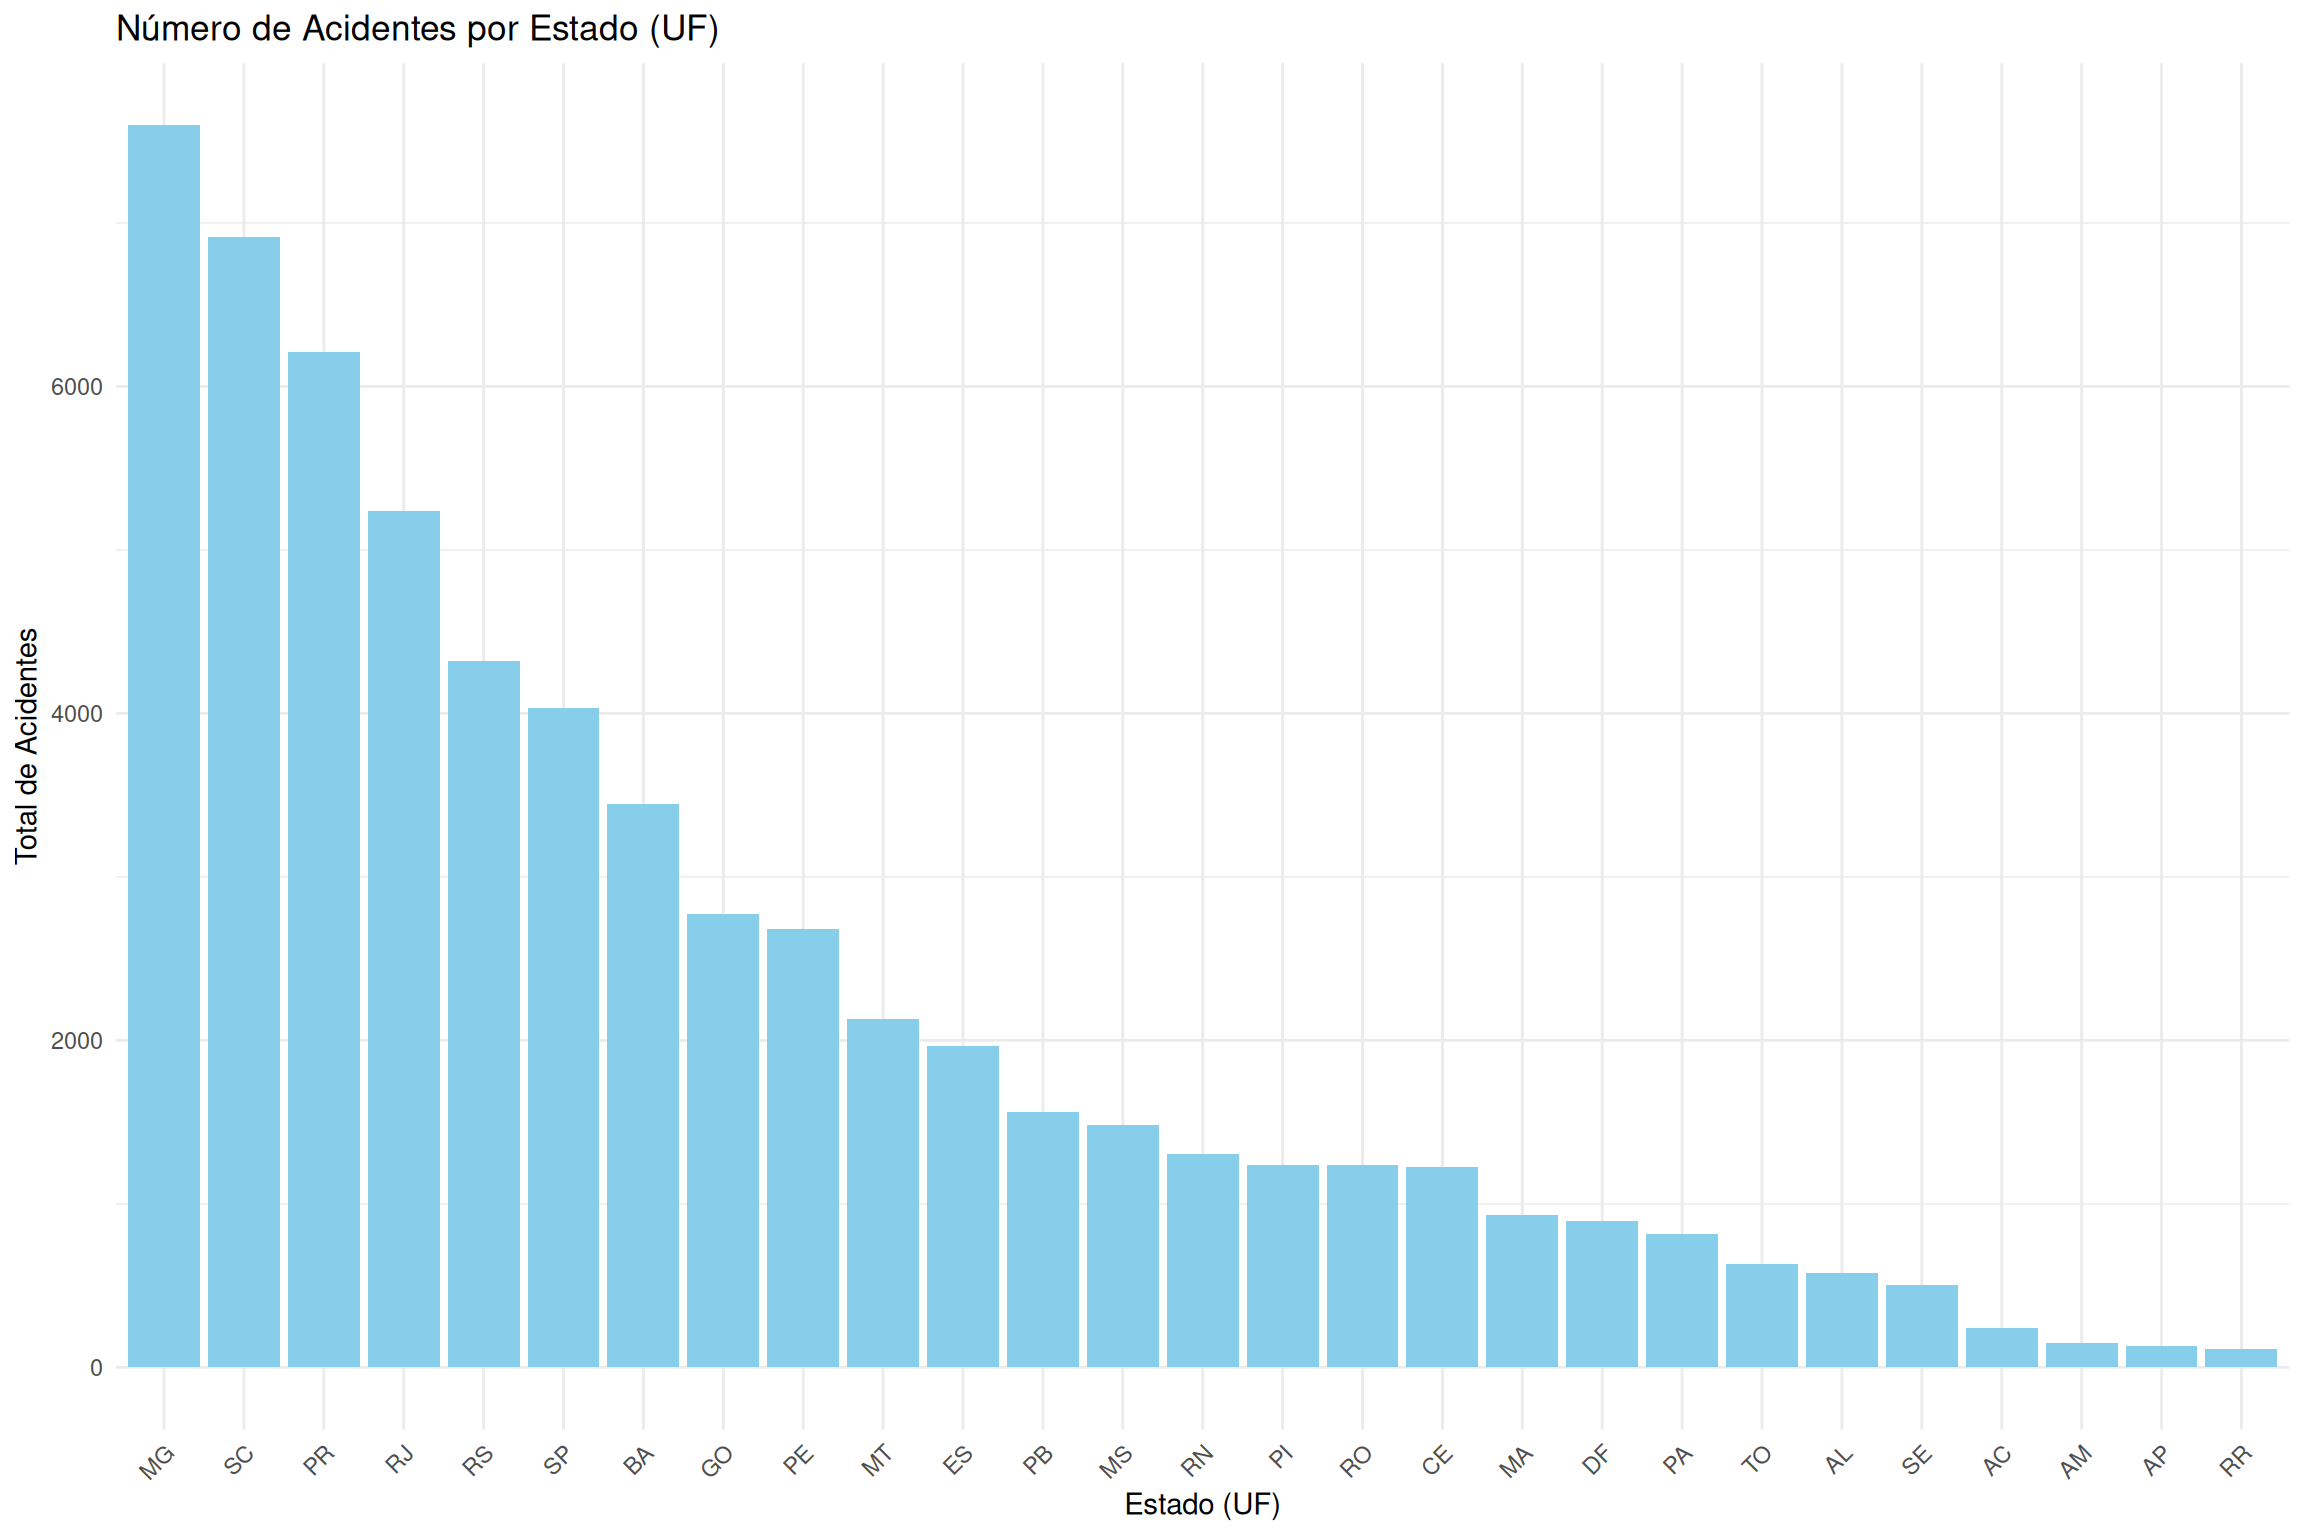 Número de Acidentes por Estado (UF)
Total de Acidentes
6000
4000
2000
0
MG SC PR RJ RS SP BA GO PE MT ES PB MS RN PI RO CE MA DF PA TO AL SE AC AM AP RR
Estado (UF)